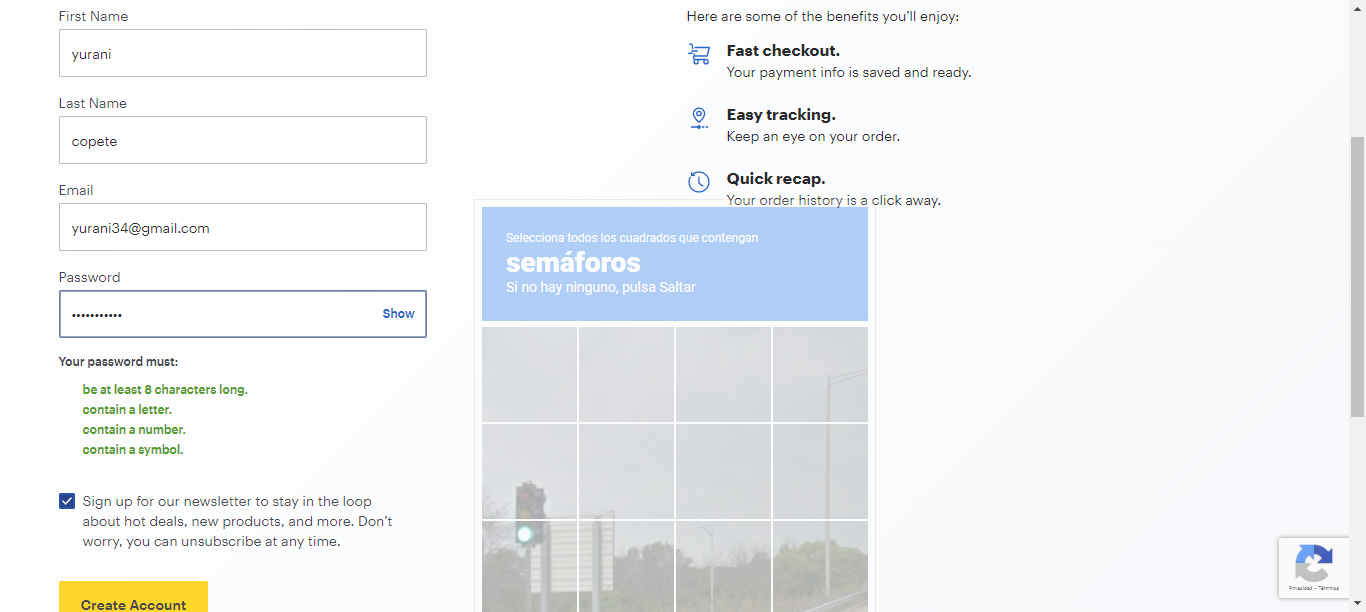 First Name
yurani
Last Name
copete
Email
yurani34@gmail.com
Password
•••••••••••
Show
Your password must:
be at least 8 characters long.
contain a letter.
contain a number.
contain a symbol.
Sign up for our newsletter to stay in the loop
about hot deals, new products, and more. Don't
worry, you can unsubscribe at any time.
Create Account
Here are some of the benefits you'll enjoy:
Fast checkout.
Your payment info is saved and ready.
Easy tracking.
Keep an eye on your order.
Quick recap.
Your order history is a click away.
Selecciona todos los cuadrados que contengan
semáforos
Si no hay ninguno, pulsa Saltar
Privacidad - Términos